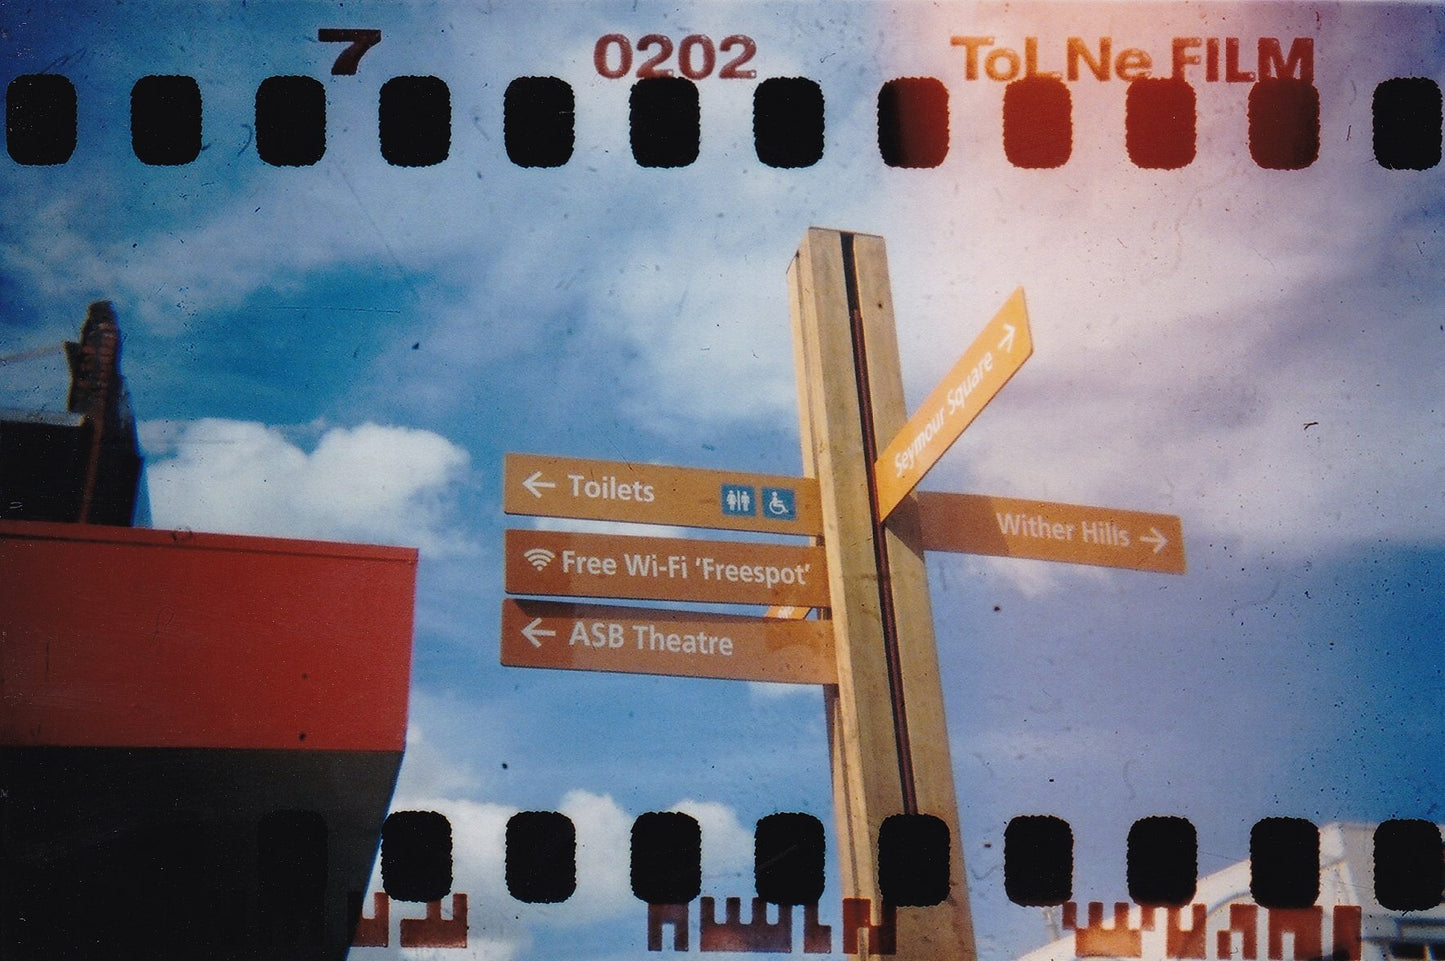 7 0202 ToLNe FILM
Seymour Square →
← Toilets
Wither Hills →
Free Wi-Fi 'Freespot'
← ASB Theatre